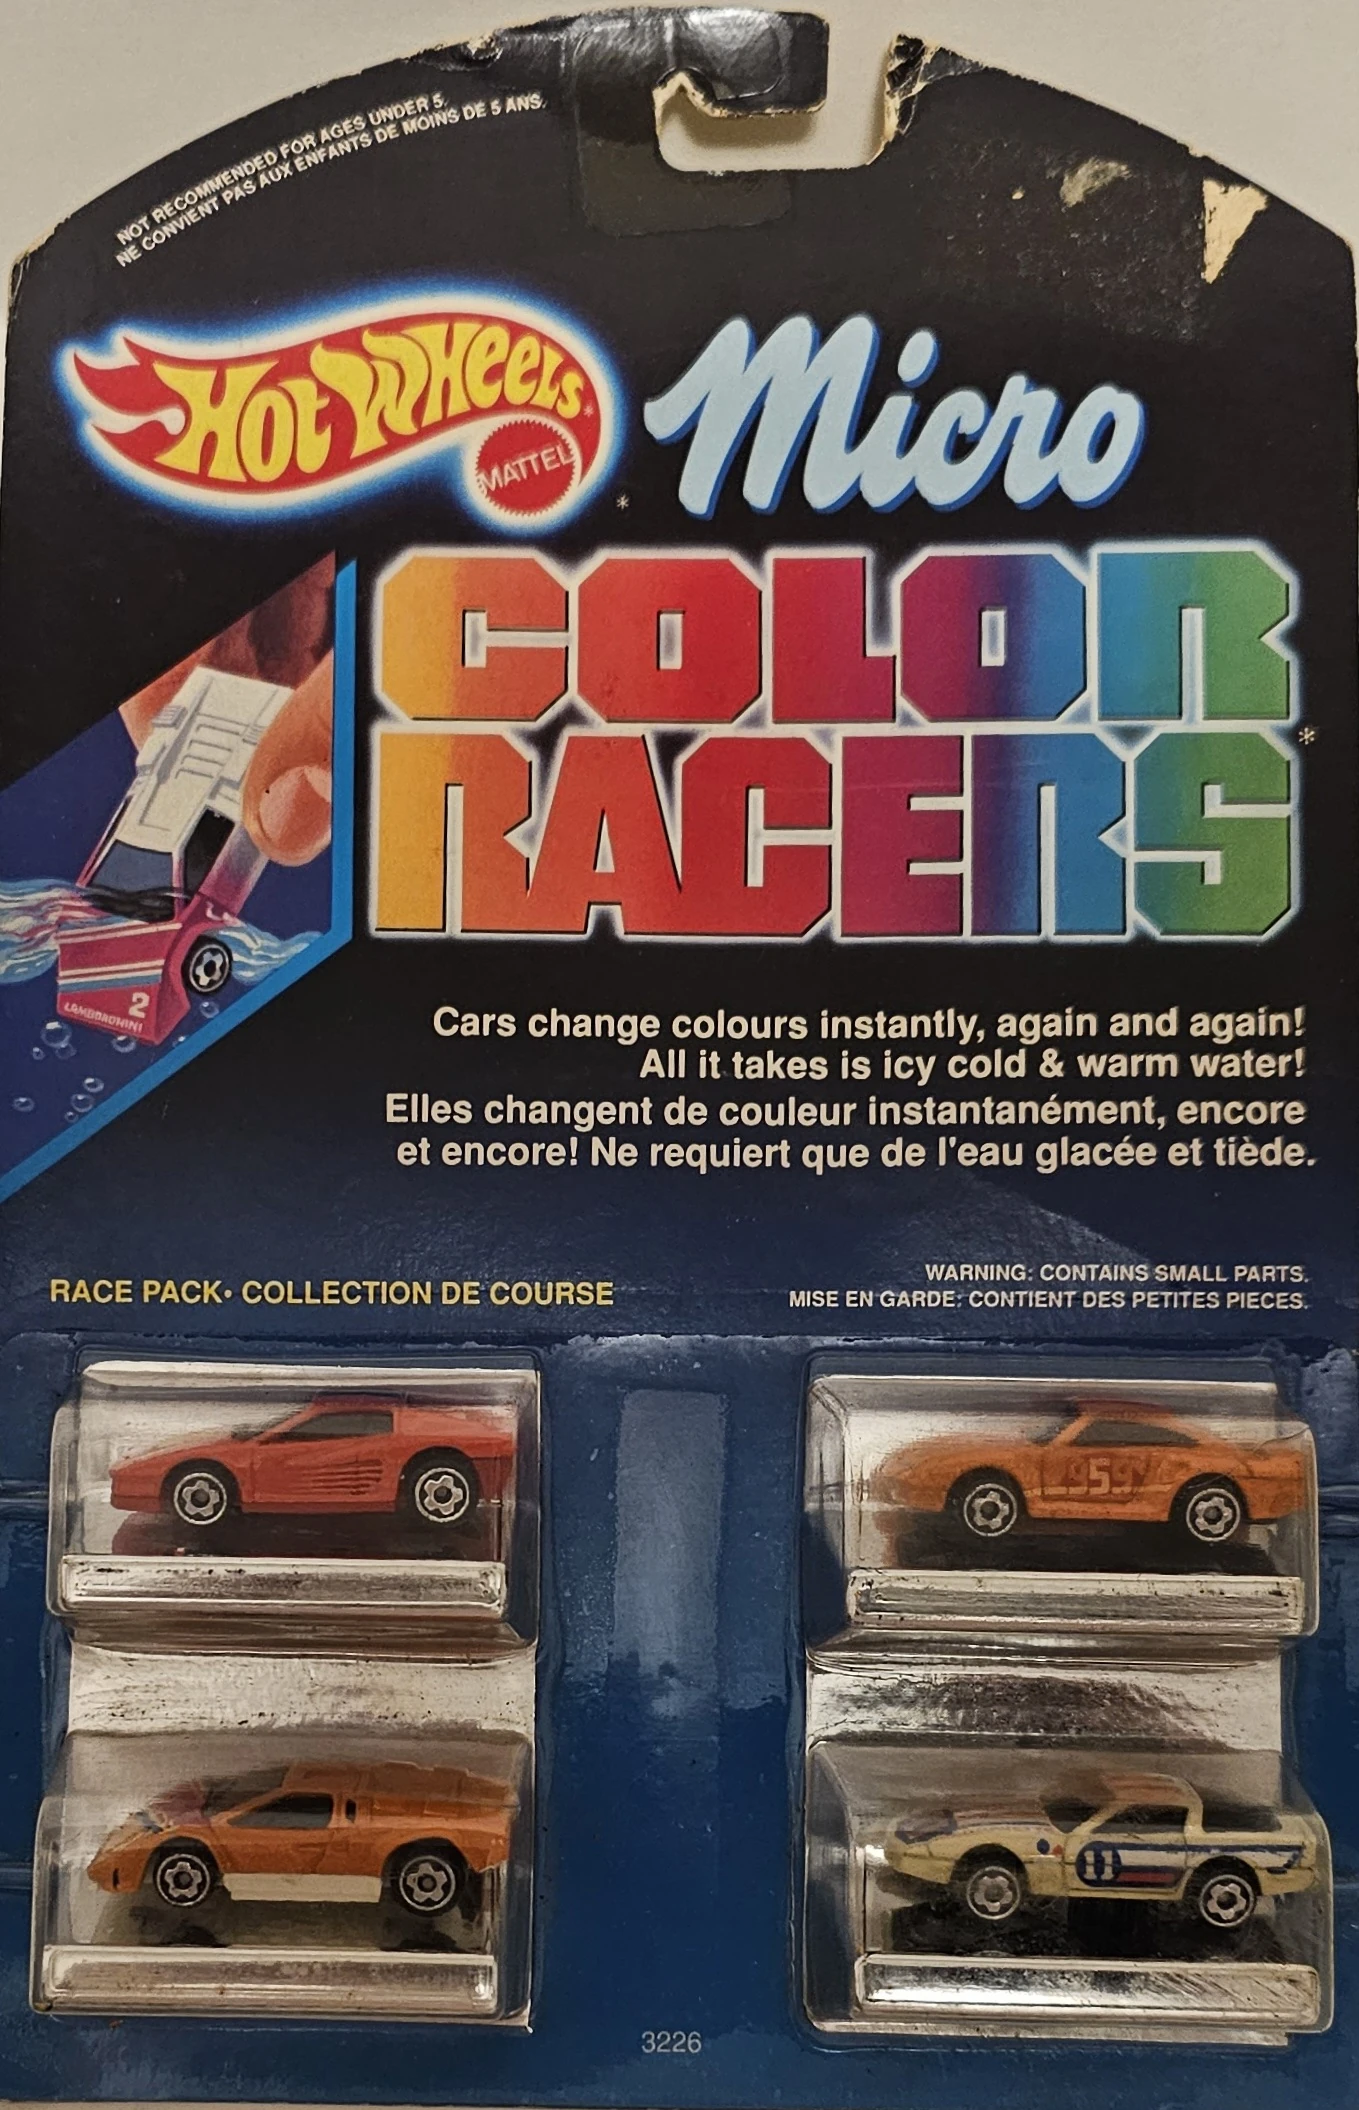 NOT RECOMMENDED FOR AGES UNDER 5.
NE CONVIENT PAS AUX ENFANTS DE MOINS DE 5 ANS.
HOT WHEELS*
MATTEL
*
Micro
COLOR
RACERS*
2
LAMBORGHINI
Cars change colours instantly, again and again!
All it takes is icy cold & warm water!
Elles changent de couleur instantanément, encore
et encore! Ne requiert que de l'eau glacée et tiède.
RACE PACK• COLLECTION DE COURSE
WARNING: CONTAINS SMALL PARTS.
MISE EN GARDE: CONTIENT DES PETITES PIECES.
959
11
3226